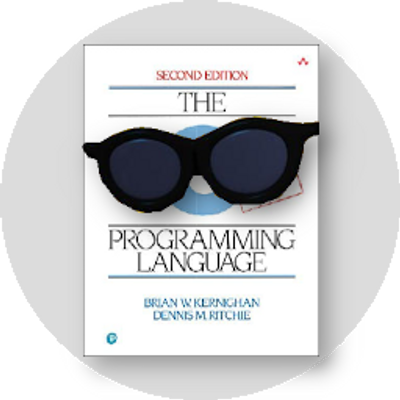 SECOND EDITION
THE
PROGRAMMING
LANGUAGE
BRIAN W. KERNIGHAN
DENNIS M. RITCHIE